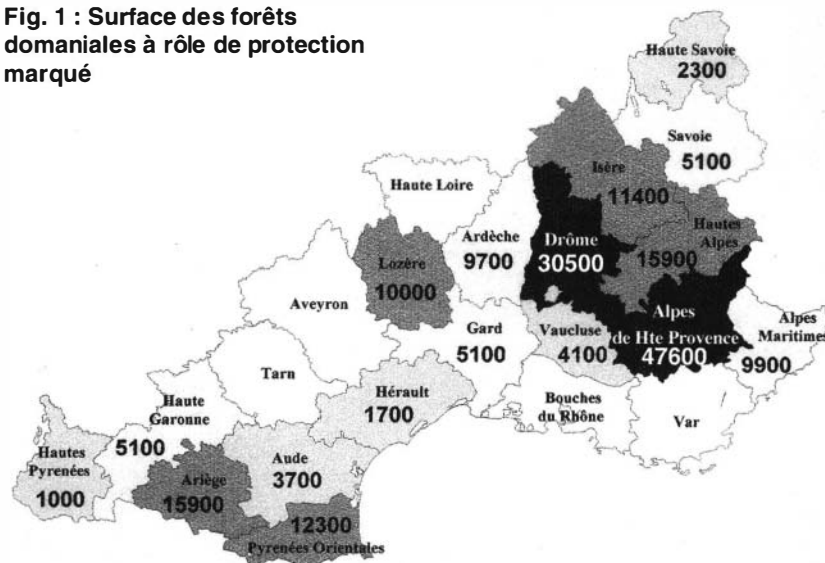 Fig. 1 : Surface des forêts
domaniales à rôle de protection
marqué
Haute Savoie
2300
Savoie
5100
Isère
11400
Haute Loire
Hautes
Alpes
15900
Ardèche
9700
Drôme
30500
Lozère
10000
Aveyron
Alpes
de Hte Provence
47600
Alpes
Maritimes
9900
Gard
5100
Vaucluse
4100
Tarn
Hérault
1700
Bouches
du Rhône
Var
Haute
Garonne
5100
Hautes
Pyrénées
1000
Ariège
15900
Aude
3700
12300
Pyrénées Orientales